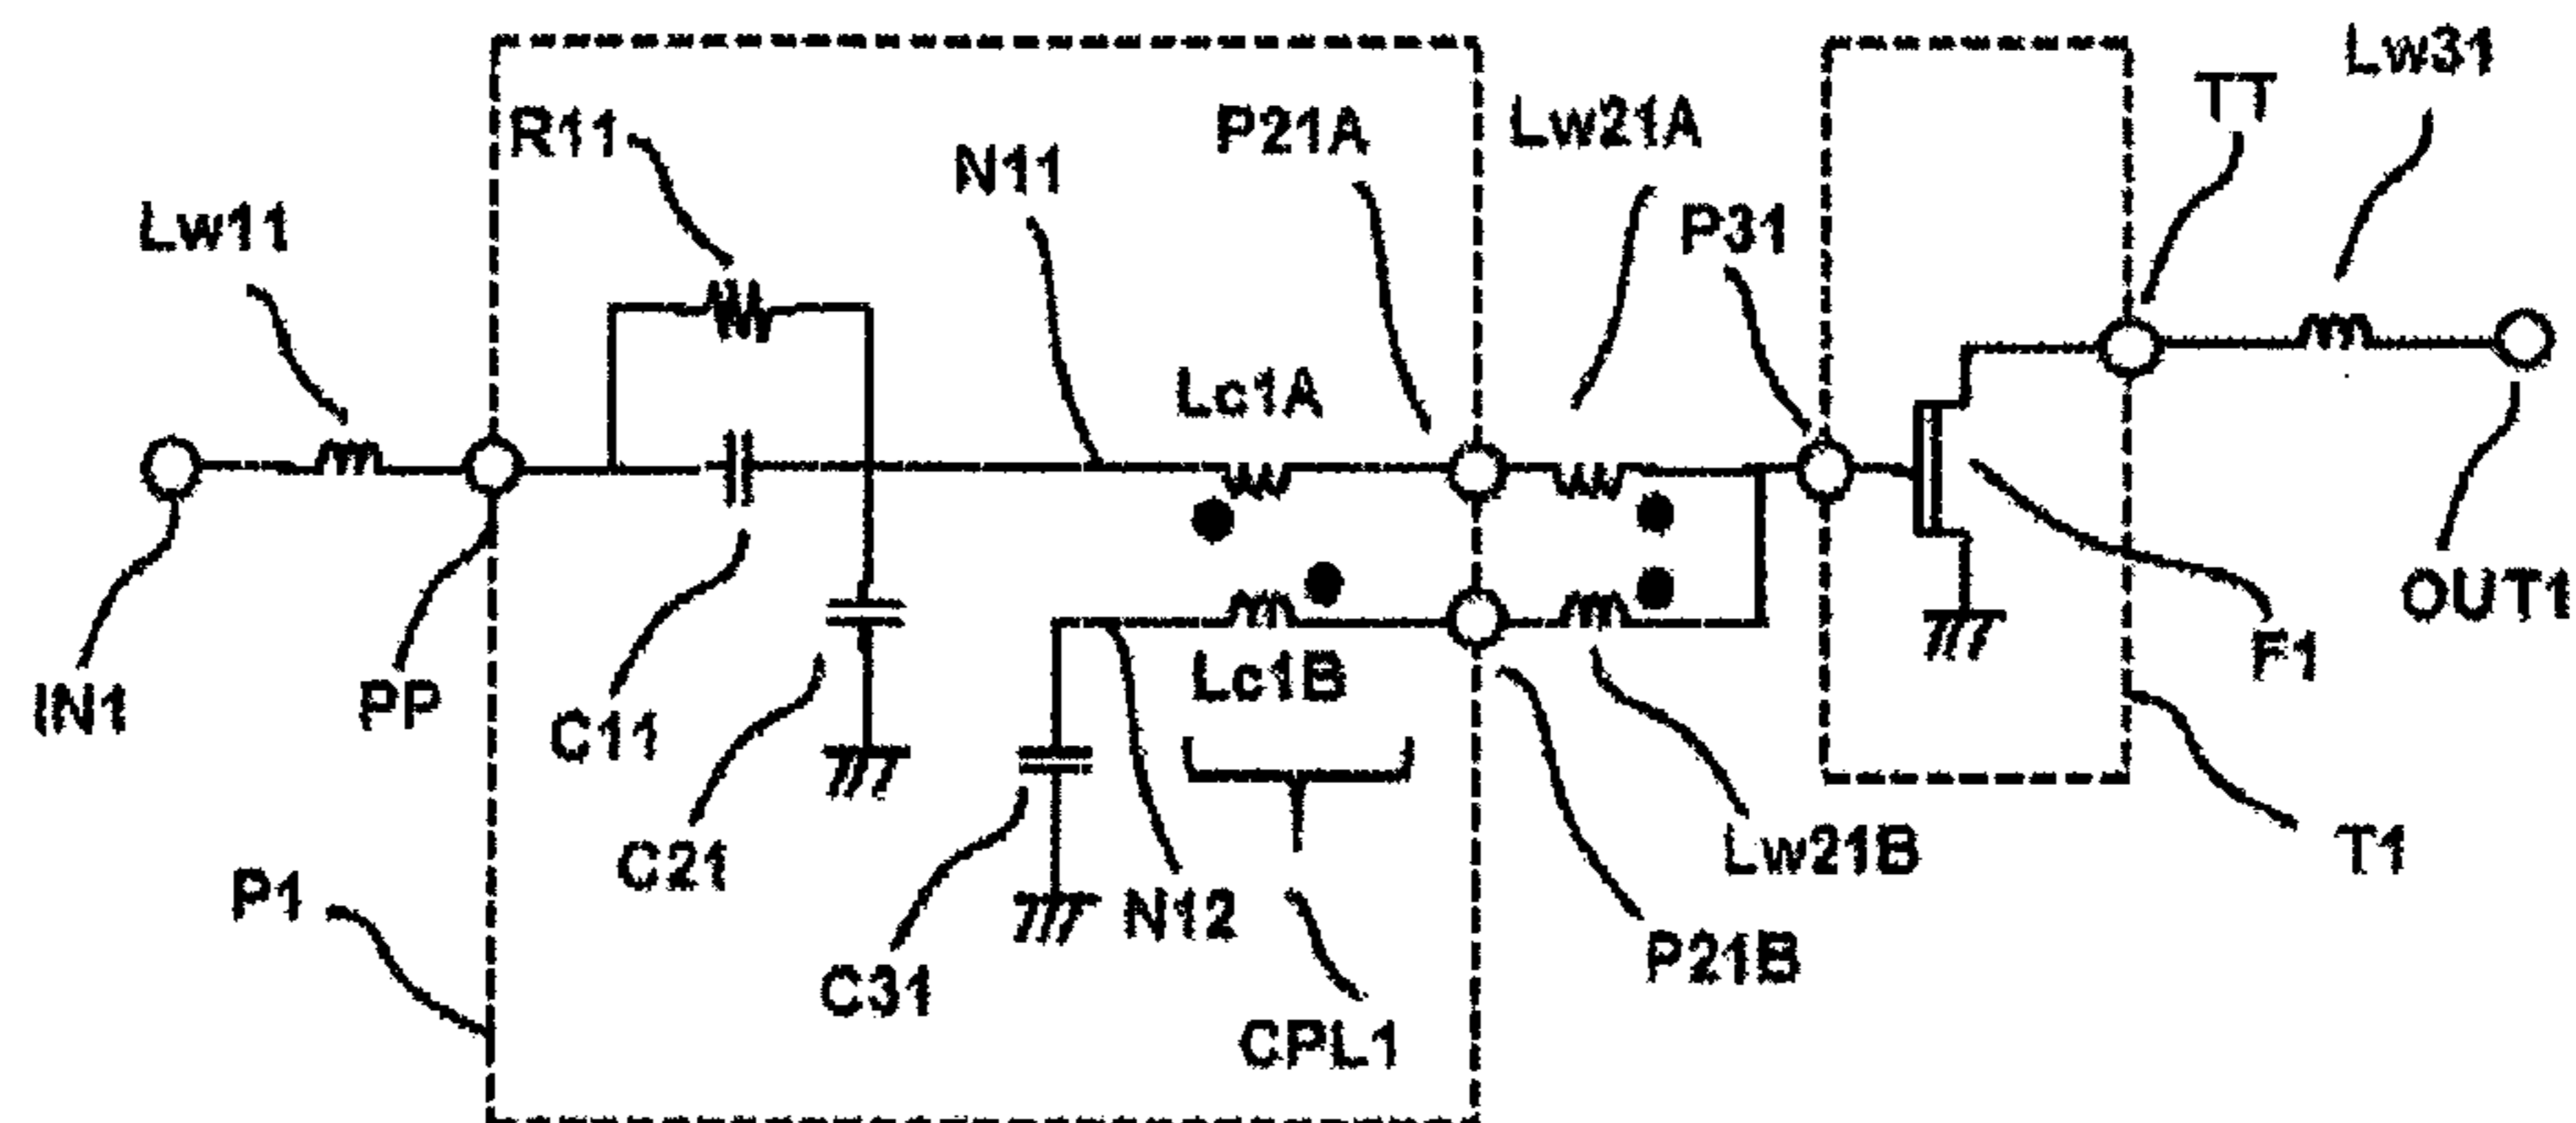 Lw31
TT
R11
P21A
Lw21A
N11
Lw11
P31
Lc1A
IN1
PP
C11
Lc1B
OUT1
F1
C21
Lw21B
T1
P1
N12
P21B
C31
CPL1